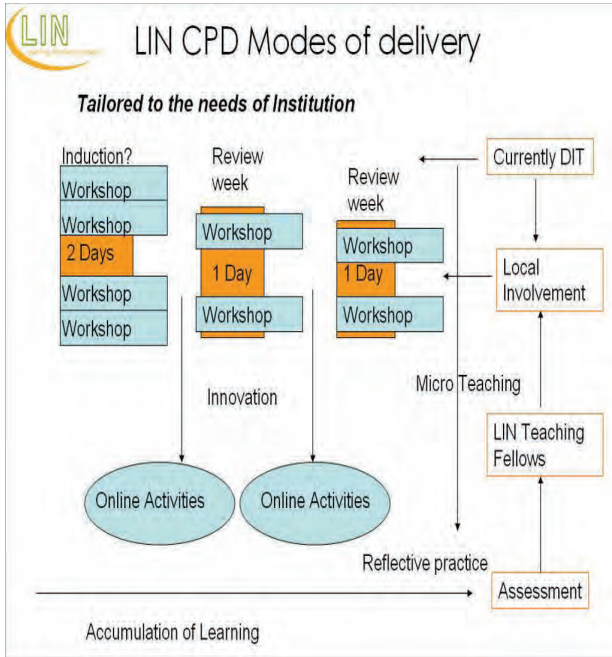 LIN
LIN CPD Modes of delivery
Tailored to the needs of Institution
Induction?
Workshop
Workshop
2 Days
Workshop
Workshop
Review
week
Workshop
1 Day
Workshop
Review
week
Workshop
1 Day
Workshop
Currently DIT
Local
Involvement
Micro Teaching
LIN Teaching
Fellows
Innovation
Online Activities
Online Activities
Reflective practice
Assessment
Accumulation of Learning